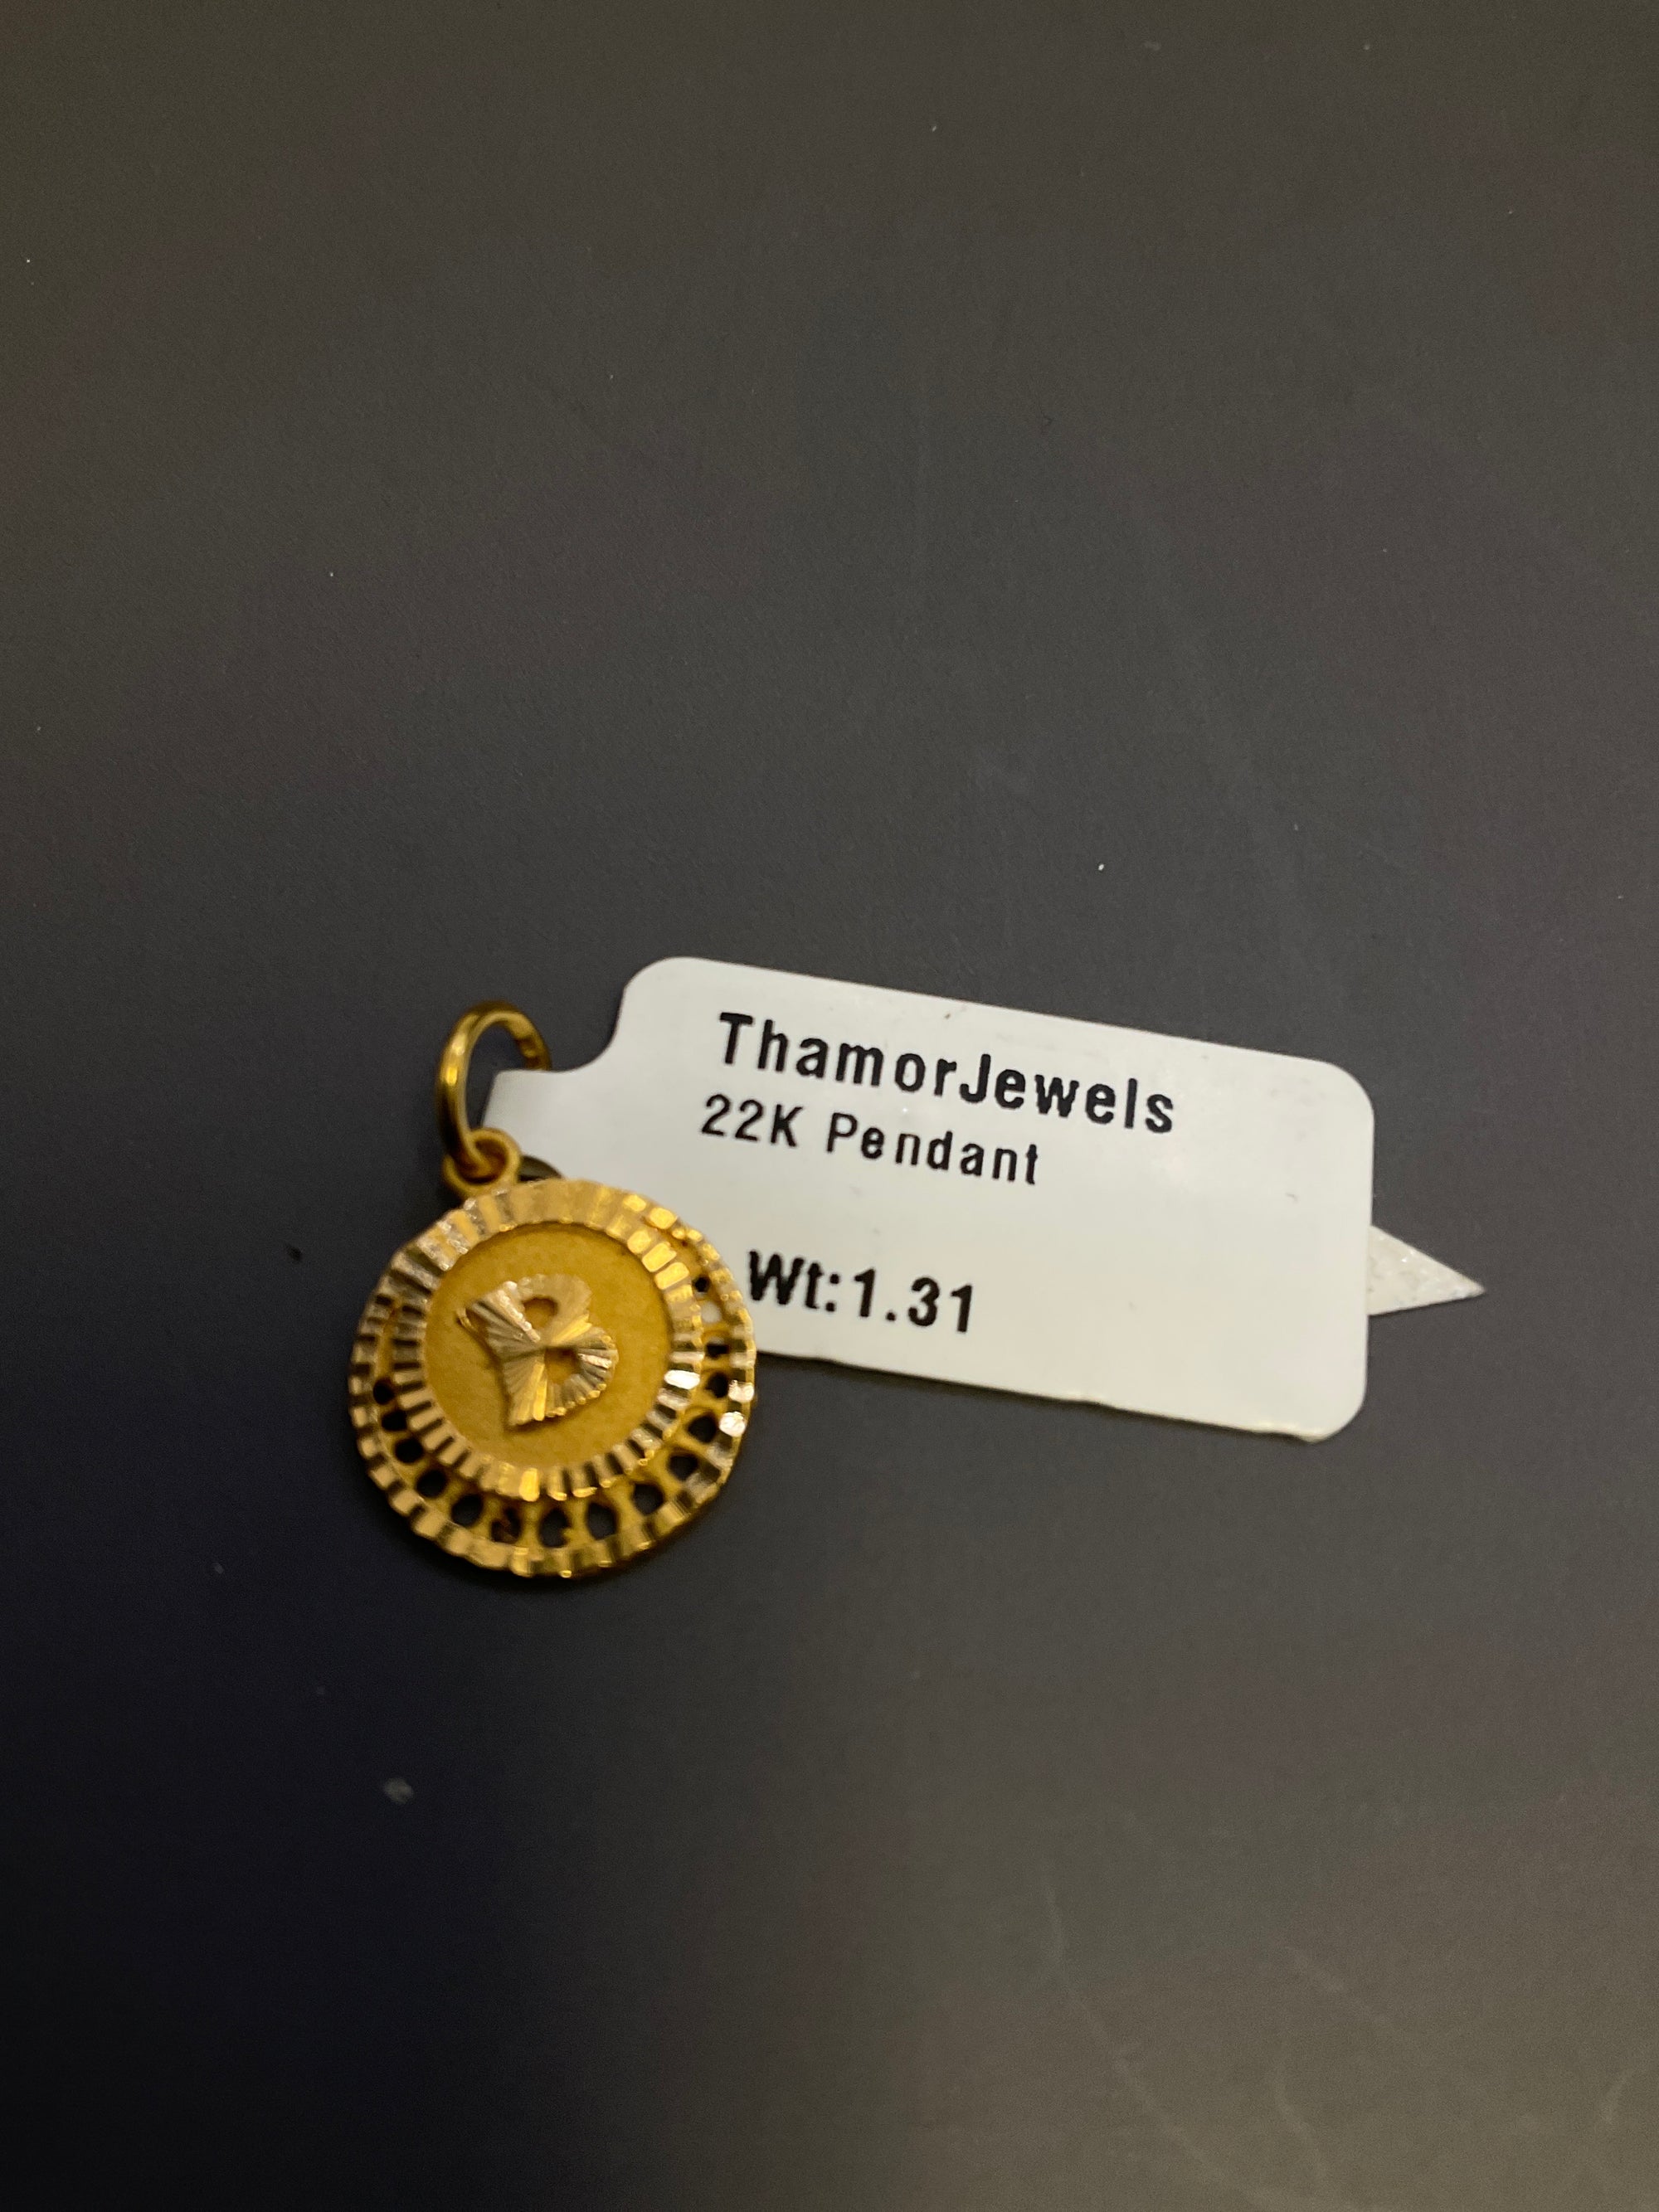 ThamorJewels
22K Pendant
Wt:1.31
B